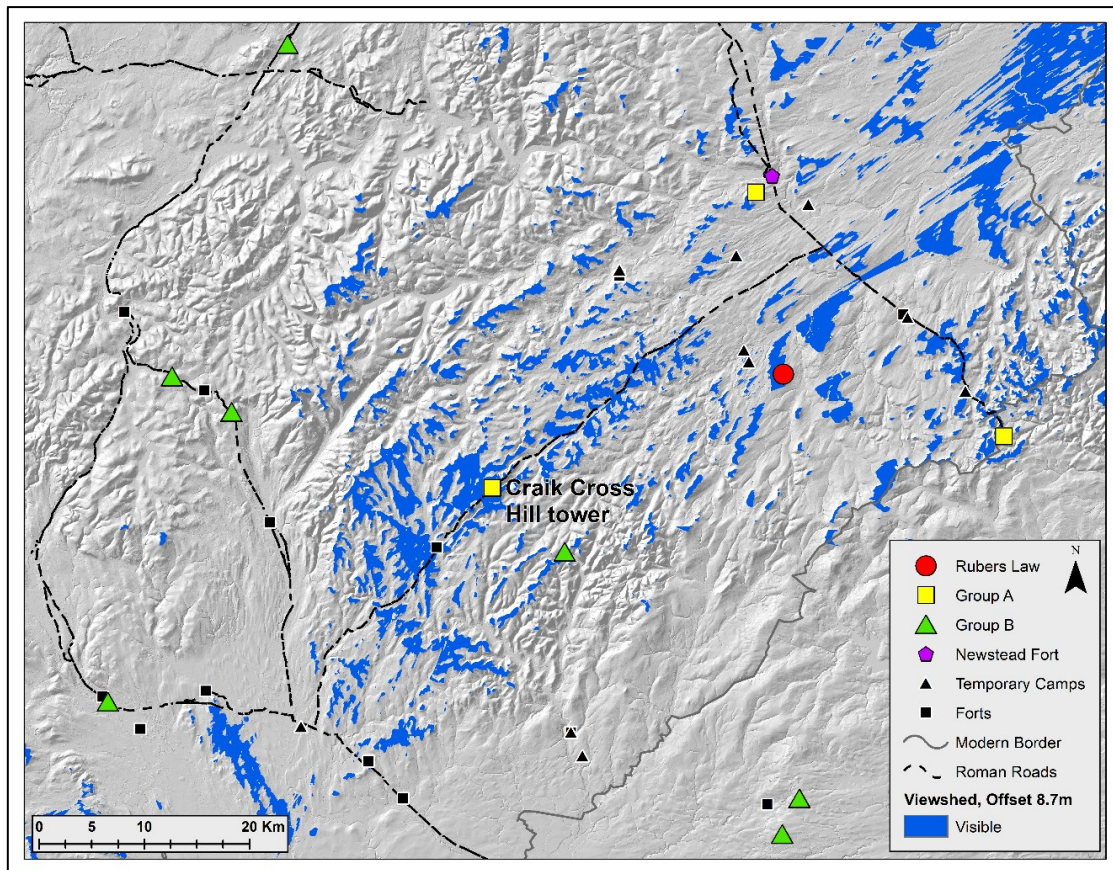 Craik Cross
Hill tower
N
Rubers Law
Group A
Group B
Newstead Fort
Temporary Camps
Forts
Modern Border
Roman Roads
Viewshed, Offset 8.7m
Visible
0 5 10 20 Km